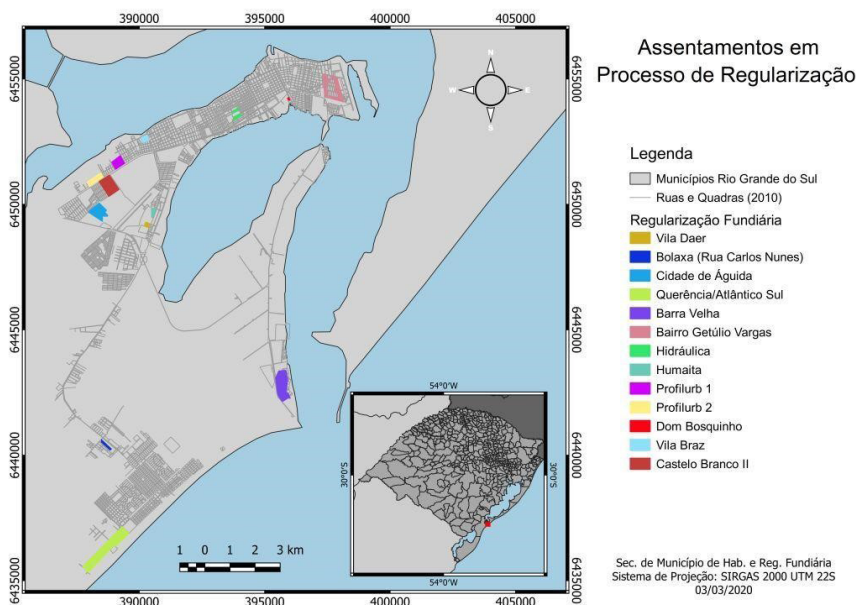 390000 395000 400000 405000
Assentamentos em
Processo de Regularização
6455000 6455000
N
W E
S
Legenda
Municípios Rio Grande do Sul
Ruas e Quadras (2010)
Regularização Fundiária
Vila Daer
Bolaxa (Rua Carlos Nunes)
Cidade de Águida
Querência/Atlântico Sul
Barra Velha
Bairro Getúlio Vargas
Hidráulica
Humaita
Profilurb 1
Profilurb 2
Dom Bosquinho
Vila Braz
Castelo Branco II
6450000 6450000
6445000 6445000
54°0'W
30°0'S 30°0'S
6440000 6440000
1 0 1 2 3 km
54°0'W
6435000 6435000
390000 395000 400000 405000
Sec. de Município de Hab. e Reg. Fundiária
Sistema de Projeção: SIRGAS 2000 UTM 22S
03/03/2020